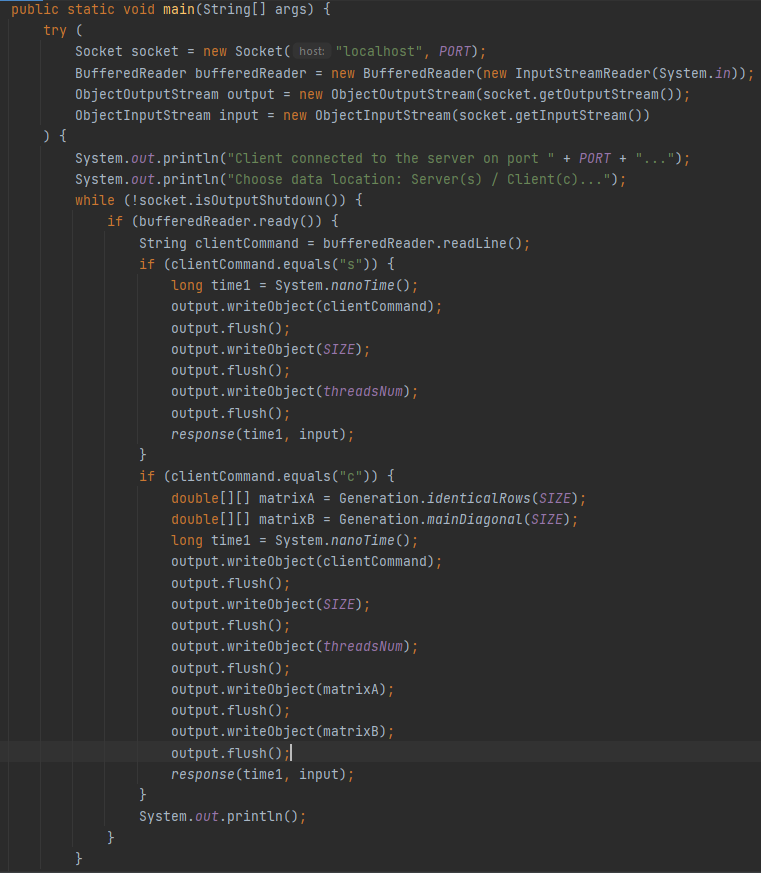 public static void main(String[] args) {
    try (
        Socket socket = new Socket( host: "localhost", PORT);
        BufferedReader bufferedReader = new BufferedReader(new InputStreamReader(System.in));
        ObjectOutputStream output = new ObjectOutputStream(socket.getOutputStream());
        ObjectInputStream input = new ObjectInputStream(socket.getInputStream())
    ) {
        System.out.println("Client connected to the server on port " + PORT + "...");
        System.out.println("Choose data location: Server(s) / Client(c)...");
        while (!socket.isOutputShutdown()) {
            if (bufferedReader.ready()) {
                String clientCommand = bufferedReader.readLine();
                if (clientCommand.equals("s")) {
                    long time1 = System.nanoTime();
                    output.writeObject(clientCommand);
                    output.flush();
                    output.writeObject(SIZE);
                    output.flush();
                    output.writeObject(threadsNum);
                    output.flush();
                    response(time1, input);
                }
                if (clientCommand.equals("c")) {
                    double[][] matrixA = Generation.identicalRows(SIZE);
                    double[][] matrixB = Generation.mainDiagonal(SIZE);
                    long time1 = System.nanoTime();
                    output.writeObject(clientCommand);
                    output.flush();
                    output.writeObject(SIZE);
                    output.flush();
                    output.writeObject(threadsNum);
                    output.flush();
                    output.writeObject(matrixA);
                    output.flush();
                    output.writeObject(matrixB);
                    output.flush();
                    response(time1, input);
                }
                System.out.println();
            }
        }